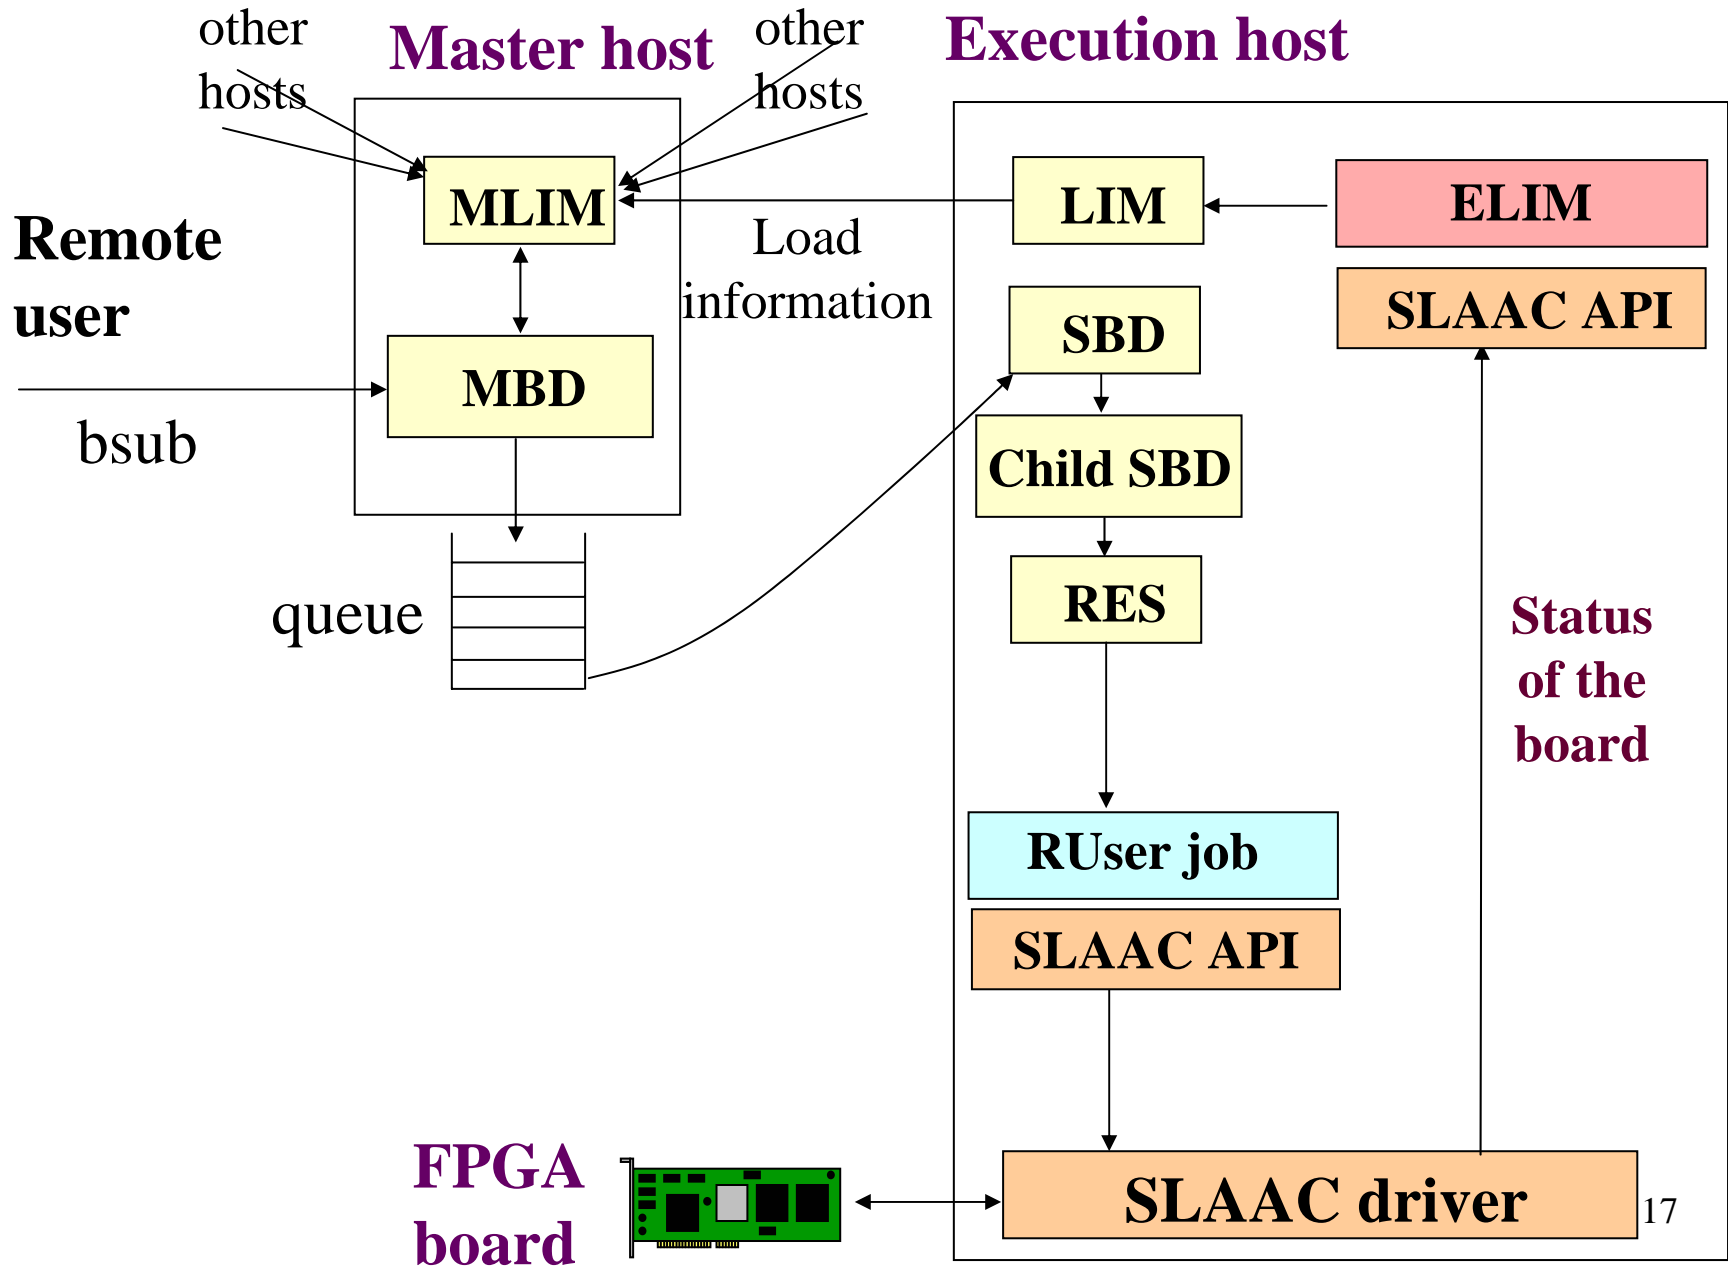 other
hosts
Master host
other
hosts
Execution host
MLIM
LIM
ELIM
Remote
user
Load
information
SLAAC API
SBD
MBD
bsub
Child SBD
RES
queue
Status
of the
board
RUser job
SLAAC API
FPGA
board
SLAAC driver
17